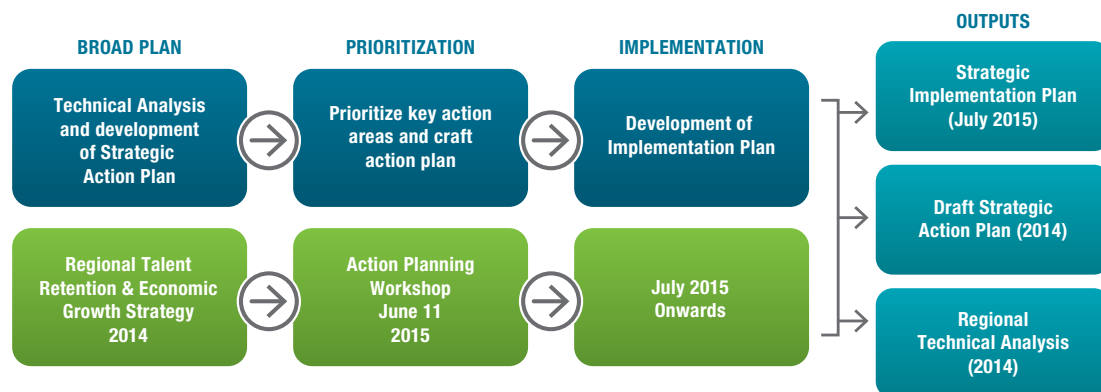 BROAD PLAN
PRIORITIZATION
IMPLEMENTATION
OUTPUTS
Technical Analysis
and development
of Strategic
Action Plan
Prioritize key action
areas and craft
action plan
Development of
Implementation Plan
Regional Talent
Retention & Economic
Growth Strategy
2014
Action Planning
Workshop
June 11
2015
July 2015
Onwards
Strategic
Implementation Plan
(July 2015)
Draft Strategic
Action Plan (2014)
Regional
Technical Analysis
(2014)